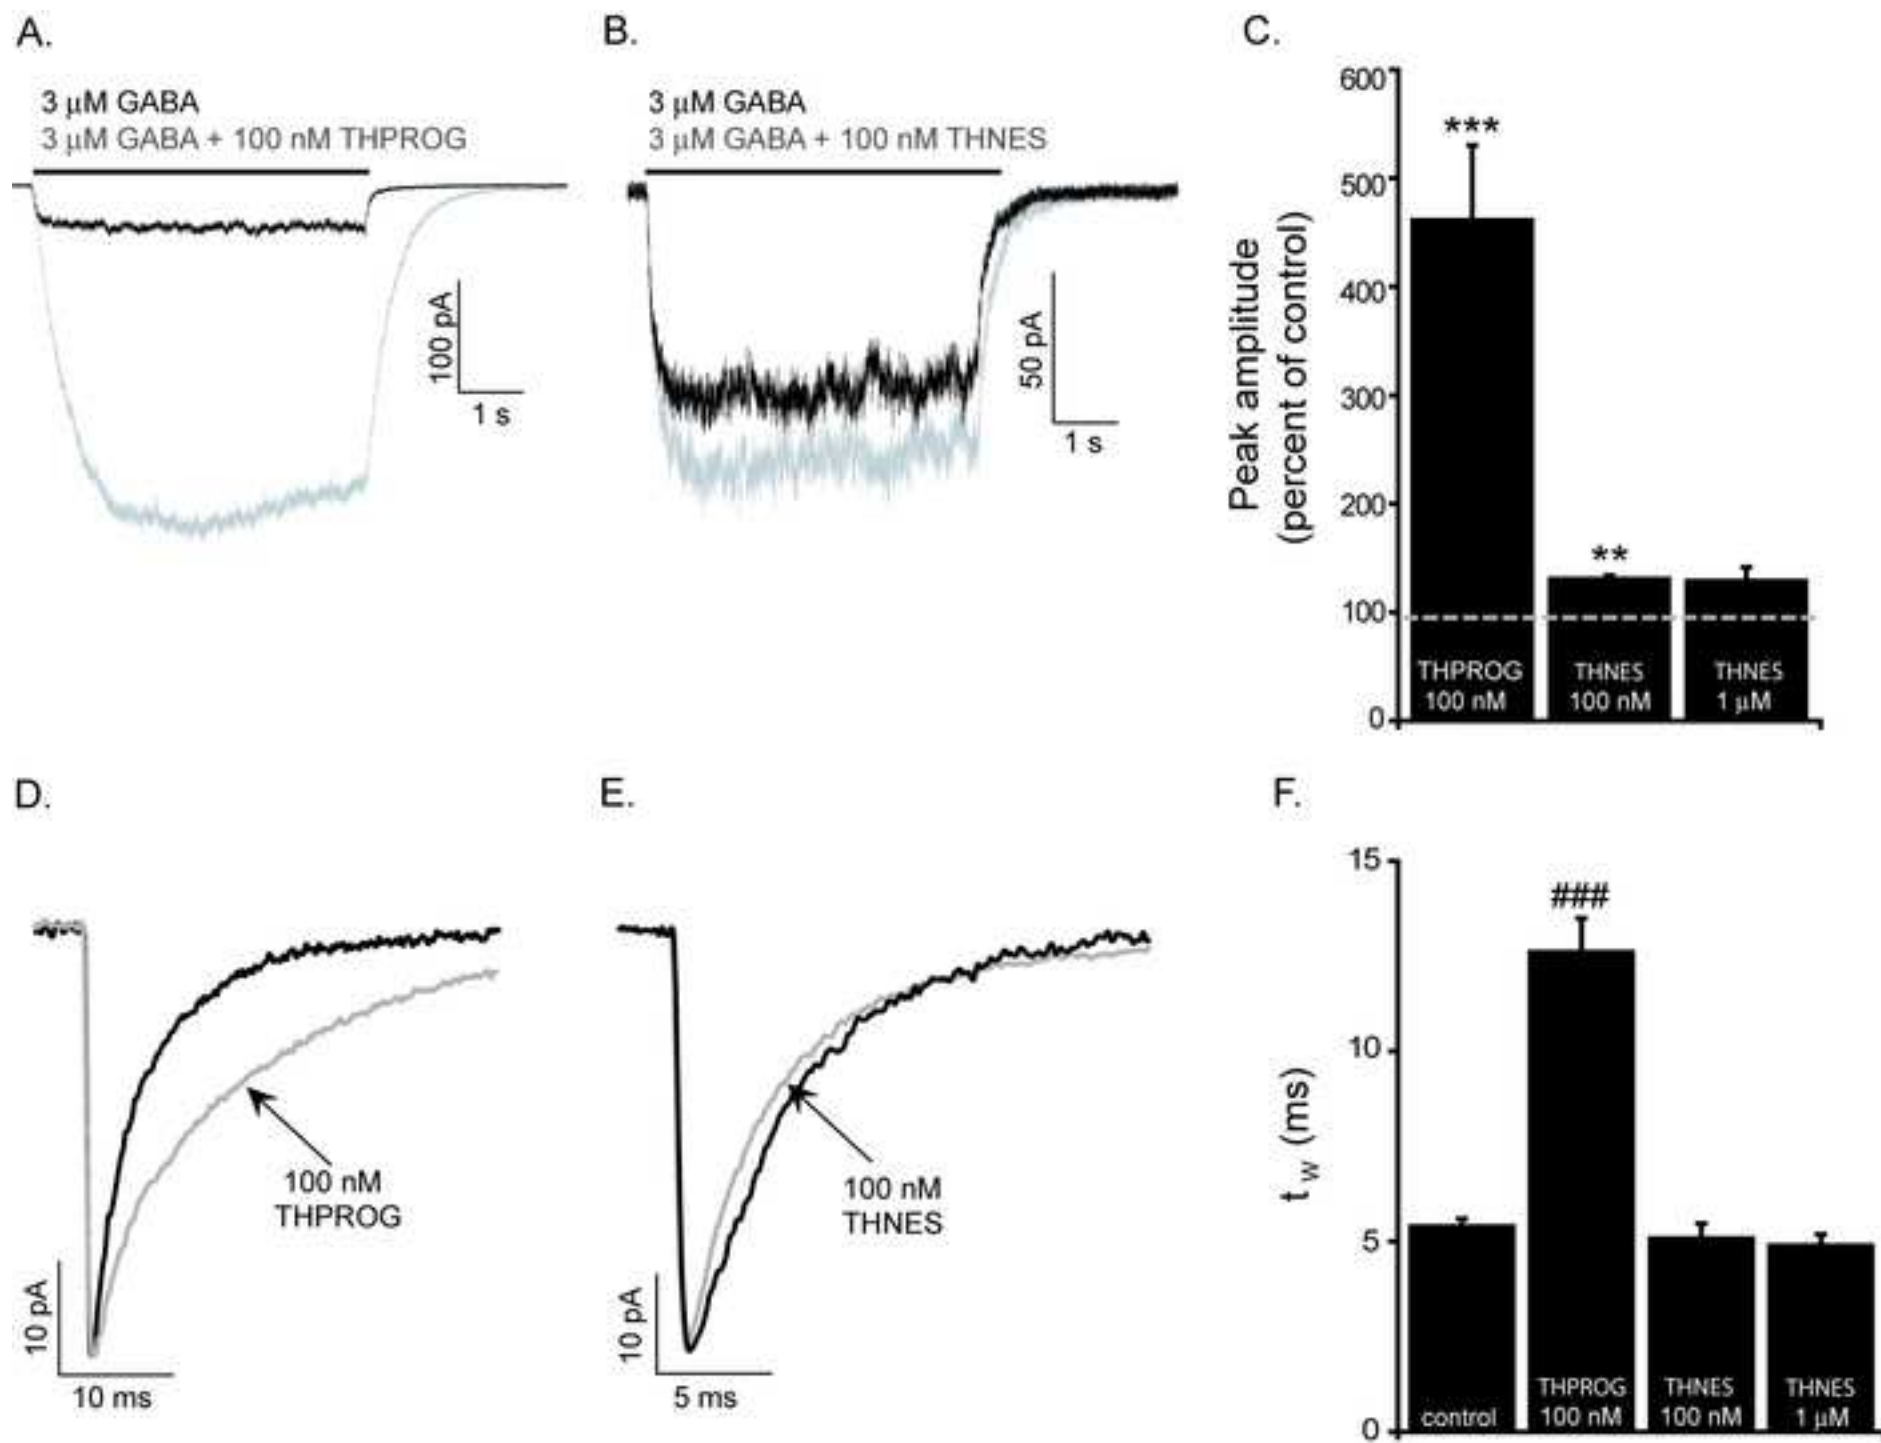 A.
3 μM GABA
3 μM GABA + 100 nM THPROG
100 pA
1 s
B.
3 μM GABA
3 μM GABA + 100 nM THNES
50 pA
1 s
C.
Peak amplitude
(percent of control)
600
500
400
300
200
100
0
***
**
THPROG
100 nM
THNES
100 nM
THNES
1 μM
D.
100 nM
THPROG
10 pA
10 ms
E.
100 nM
THNES
10 pA
5 ms
F.
tw (ms)
15
10
5
0
###
control
THPROG
100 nM
THNES
100 nM
THNES
1 μM